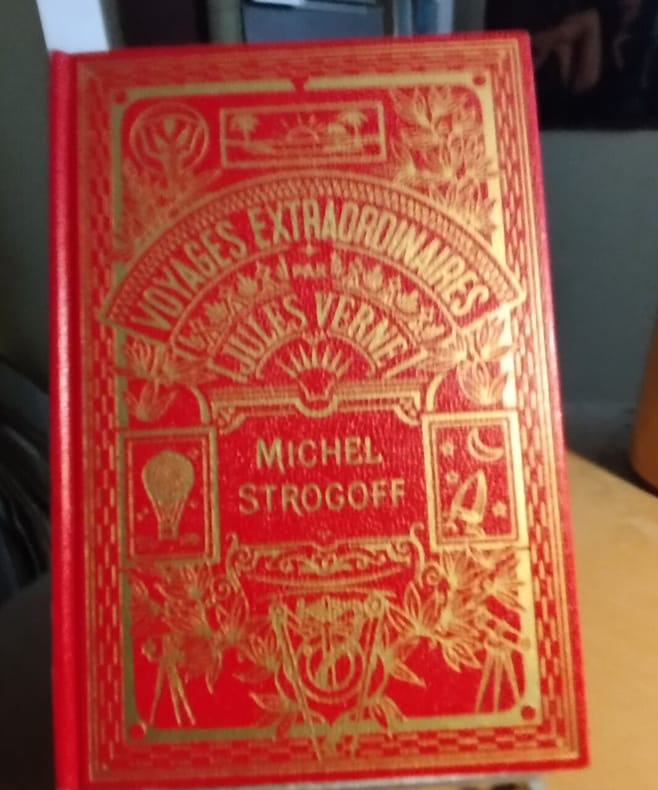 VOYAGES EXTRAORDINAIRES
PAR
JULES VERNE
MICHEL
STROGOFF